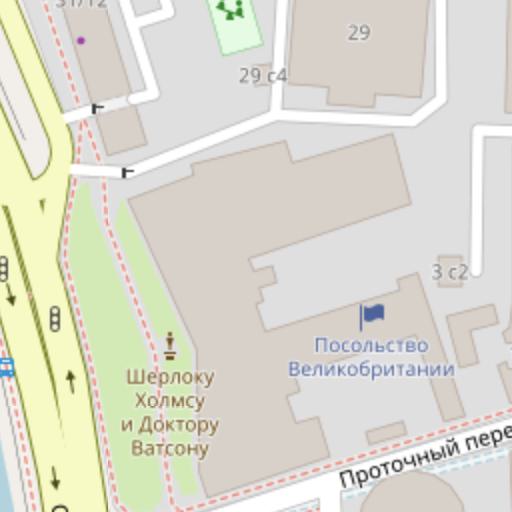 31/12
29
29 с4
3 с2
Посольство
Великобритании
Шерлоку
Холмсу
и Доктору
Ватсону
Проточный пере